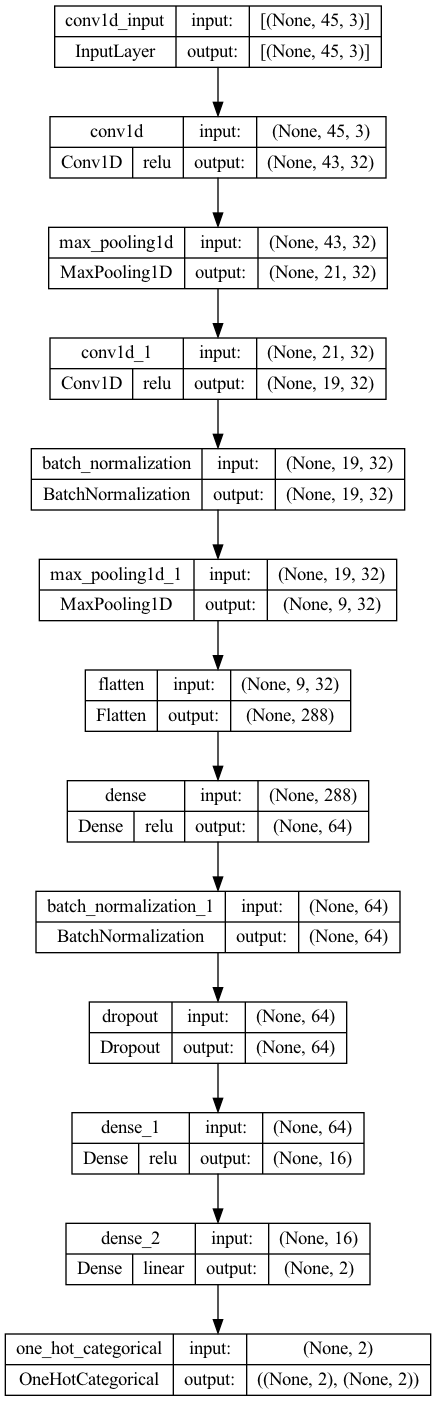 conv1d_input input: [(None, 45, 3)]
InputLayer output: [(None, 45, 3)]
conv1d input: (None, 45, 3)
Conv1D relu output: (None, 43, 32)
max_pooling1d input: (None, 43, 32)
MaxPooling1D output: (None, 21, 32)
conv1d_1 input: (None, 21, 32)
Conv1D relu output: (None, 19, 32)
batch_normalization input: (None, 19, 32)
BatchNormalization output: (None, 19, 32)
max_pooling1d_1 input: (None, 19, 32)
MaxPooling1D output: (None, 9, 32)
flatten input: (None, 9, 32)
Flatten output: (None, 288)
dense input: (None, 288)
Dense relu output: (None, 64)
batch_normalization_1 input: (None, 64)
BatchNormalization output: (None, 64)
dropout input: (None, 64)
Dropout output: (None, 64)
dense_1 input: (None, 64)
Dense relu output: (None, 16)
dense_2 input: (None, 16)
Dense linear output: (None, 2)
one_hot_categorical input: (None, 2)
OneHotCategorical output: ((None, 2), (None, 2))